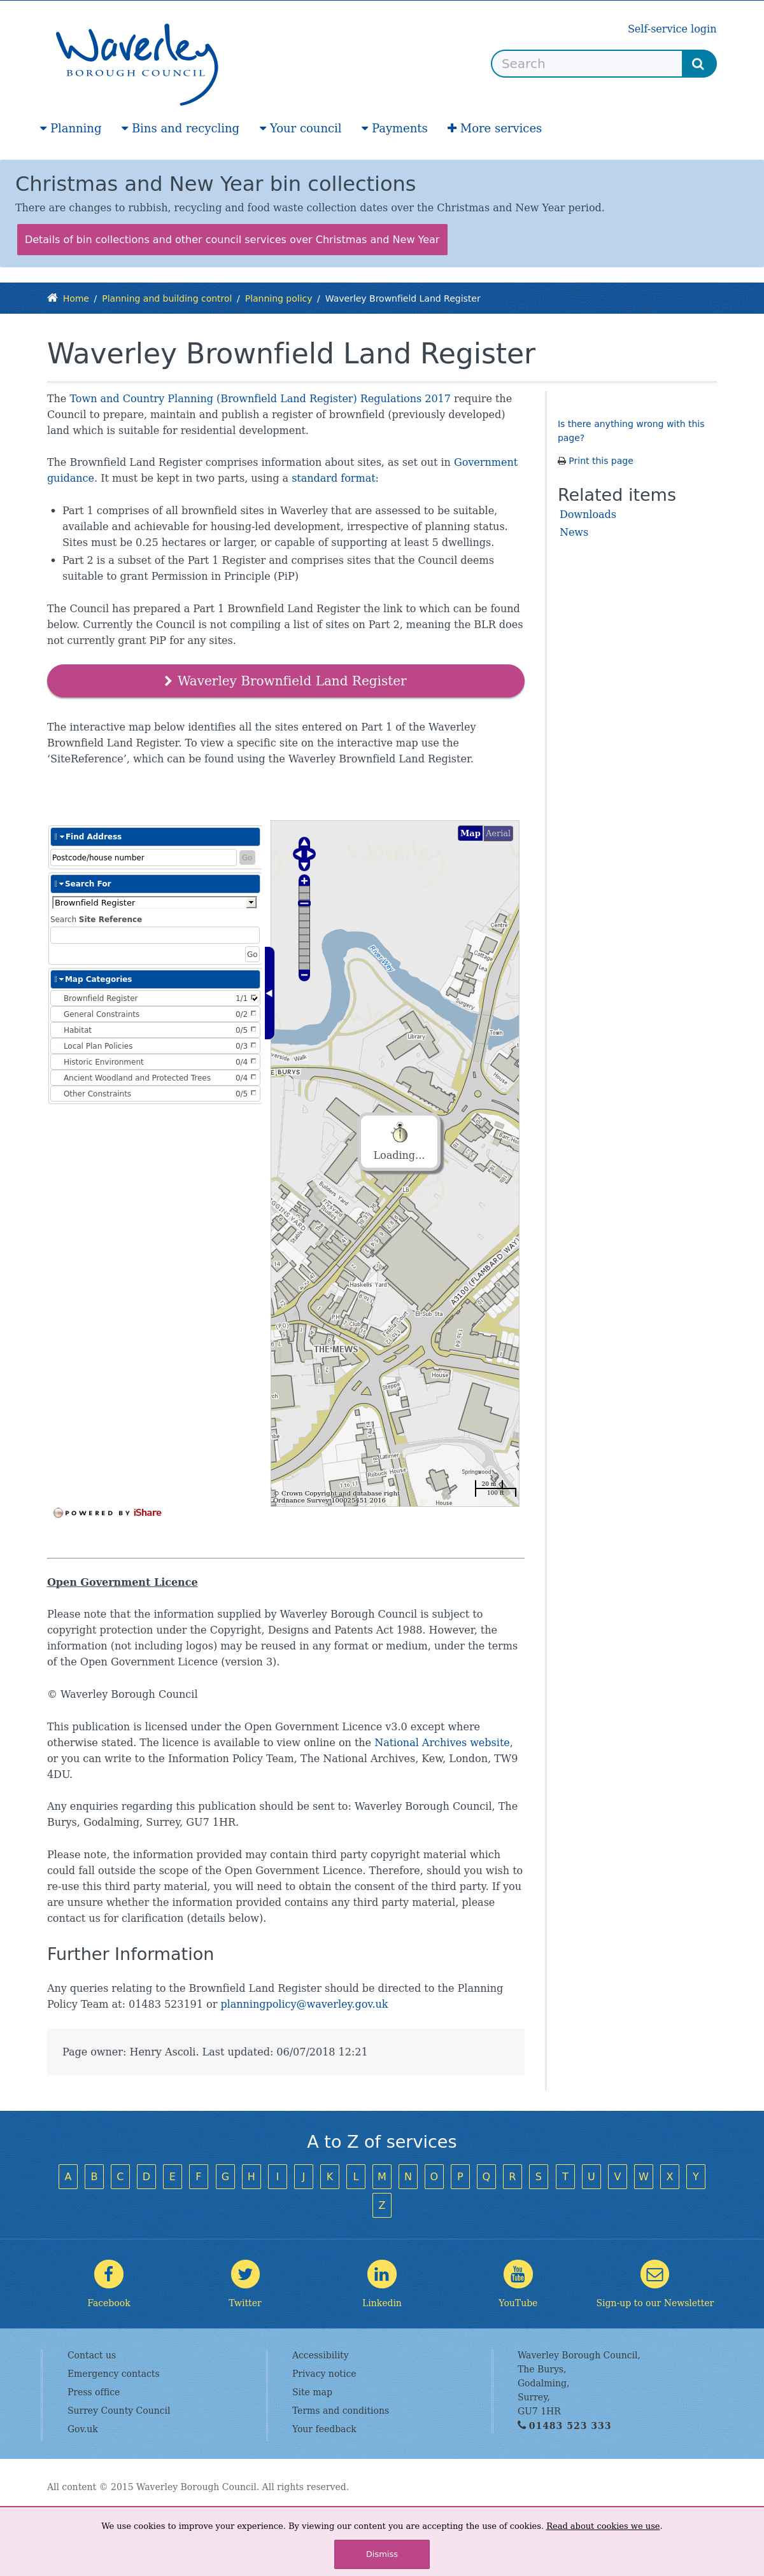 Waverley
BOROUGH COUNCIL
Self-service login
Search
Planning
Bins and recycling
Your council
Payments
More services
Christmas and New Year bin collections
There are changes to rubbish, recycling and food waste collection dates over the Christmas and New Year period.
Details of bin collections and other council services over Christmas and New Year
Home / Planning and building control / Planning policy / Waverley Brownfield Land Register
Waverley Brownfield Land Register
The Town and Country Planning (Brownfield Land Register) Regulations 2017 require the
Council to prepare, maintain and publish a register of brownfield (previously developed)
land which is suitable for residential development.
The Brownfield Land Register comprises information about sites, as set out in Government
guidance. It must be kept in two parts, using a standard format:
• Part 1 comprises of all brownfield sites in Waverley that are assessed to be suitable,
available and achievable for housing-led development, irrespective of planning status.
Sites must be 0.25 hectares or larger, or capable of supporting at least 5 dwellings.
• Part 2 is a subset of the Part 1 Register and comprises sites that the Council deems
suitable to grant Permission in Principle (PiP)
The Council has prepared a Part 1 Brownfield Land Register the link to which can be found
below. Currently the Council is not compiling a list of sites on Part 2, meaning the BLR does
not currently grant PiP for any sites.
Waverley Brownfield Land Register
The interactive map below identifies all the sites entered on Part 1 of the Waverley
Brownfield Land Register. To view a specific site on the interactive map use the
‘SiteReference’, which can be found using the Waverley Brownfield Land Register.
Is there anything wrong with this
page?
Print this page
Related items
Downloads
News
Find Address
Postcode/house number
Go
Search For
Brownfield Register
Search Site Reference
Go
Map Categories
Brownfield Register 1/1
General Constraints 0/2
Habitat 0/5
Local Plan Policies 0/3
Historic Environment 0/4
Ancient Woodland and Protected Trees 0/4
Other Constraints 0/5
Map Aerial
Centre
River Wey
Cottage
Lea
Surgery
Library
Town
House
Walk
E BURYS
Loading...
Builders' Yard
Haskells' Yard
A3100 (FLAMBARD WAY)
El Sub Sta
PH
Club
THE MEWS
House
Steppe
Latimer
Roebuck House
Springwood
House
20 m
100 ft
© Crown Copyright and database right
Ordnance Survey 100025451 2016
POWERED BY iShare
Open Government Licence
Please note that the information supplied by Waverley Borough Council is subject to
copyright protection under the Copyright, Designs and Patents Act 1988. However, the
information (not including logos) may be reused in any format or medium, under the terms
of the Open Government Licence (version 3).
© Waverley Borough Council
This publication is licensed under the Open Government Licence v3.0 except where
otherwise stated. The licence is available to view online on the National Archives website,
or you can write to the Information Policy Team, The National Archives, Kew, London, TW9
4DU.
Any enquiries regarding this publication should be sent to: Waverley Borough Council, The
Burys, Godalming, Surrey, GU7 1HR.
Please note, the information provided may contain third party copyright material which
could fall outside the scope of the Open Government Licence. Therefore, should you wish to
re-use this third party material, you will need to obtain the consent of the third party. If you
are unsure whether the information provided contains any third party material, please
contact us for clarification (details below).
Further Information
Any queries relating to the Brownfield Land Register should be directed to the Planning
Policy Team at: 01483 523191 or planningpolicy@waverley.gov.uk
Page owner: Henry Ascoli. Last updated: 06/07/2018 12:21
A to Z of services
A B C D E F G H I J K L M N O P Q R S T U V W X Y
Z
Facebook
Twitter
Linkedin
YouTube
Sign-up to our Newsletter
Contact us
Emergency contacts
Press office
Surrey County Council
Gov.uk
Accessibility
Privacy notice
Site map
Terms and conditions
Your feedback
Waverley Borough Council,
The Burys,
Godalming,
Surrey,
GU7 1HR
01483 523 333
All content © 2015 Waverley Borough Council. All rights reserved.
We use cookies to improve your experience. By viewing our content you are accepting the use of cookies. Read about cookies we use.
Dismiss